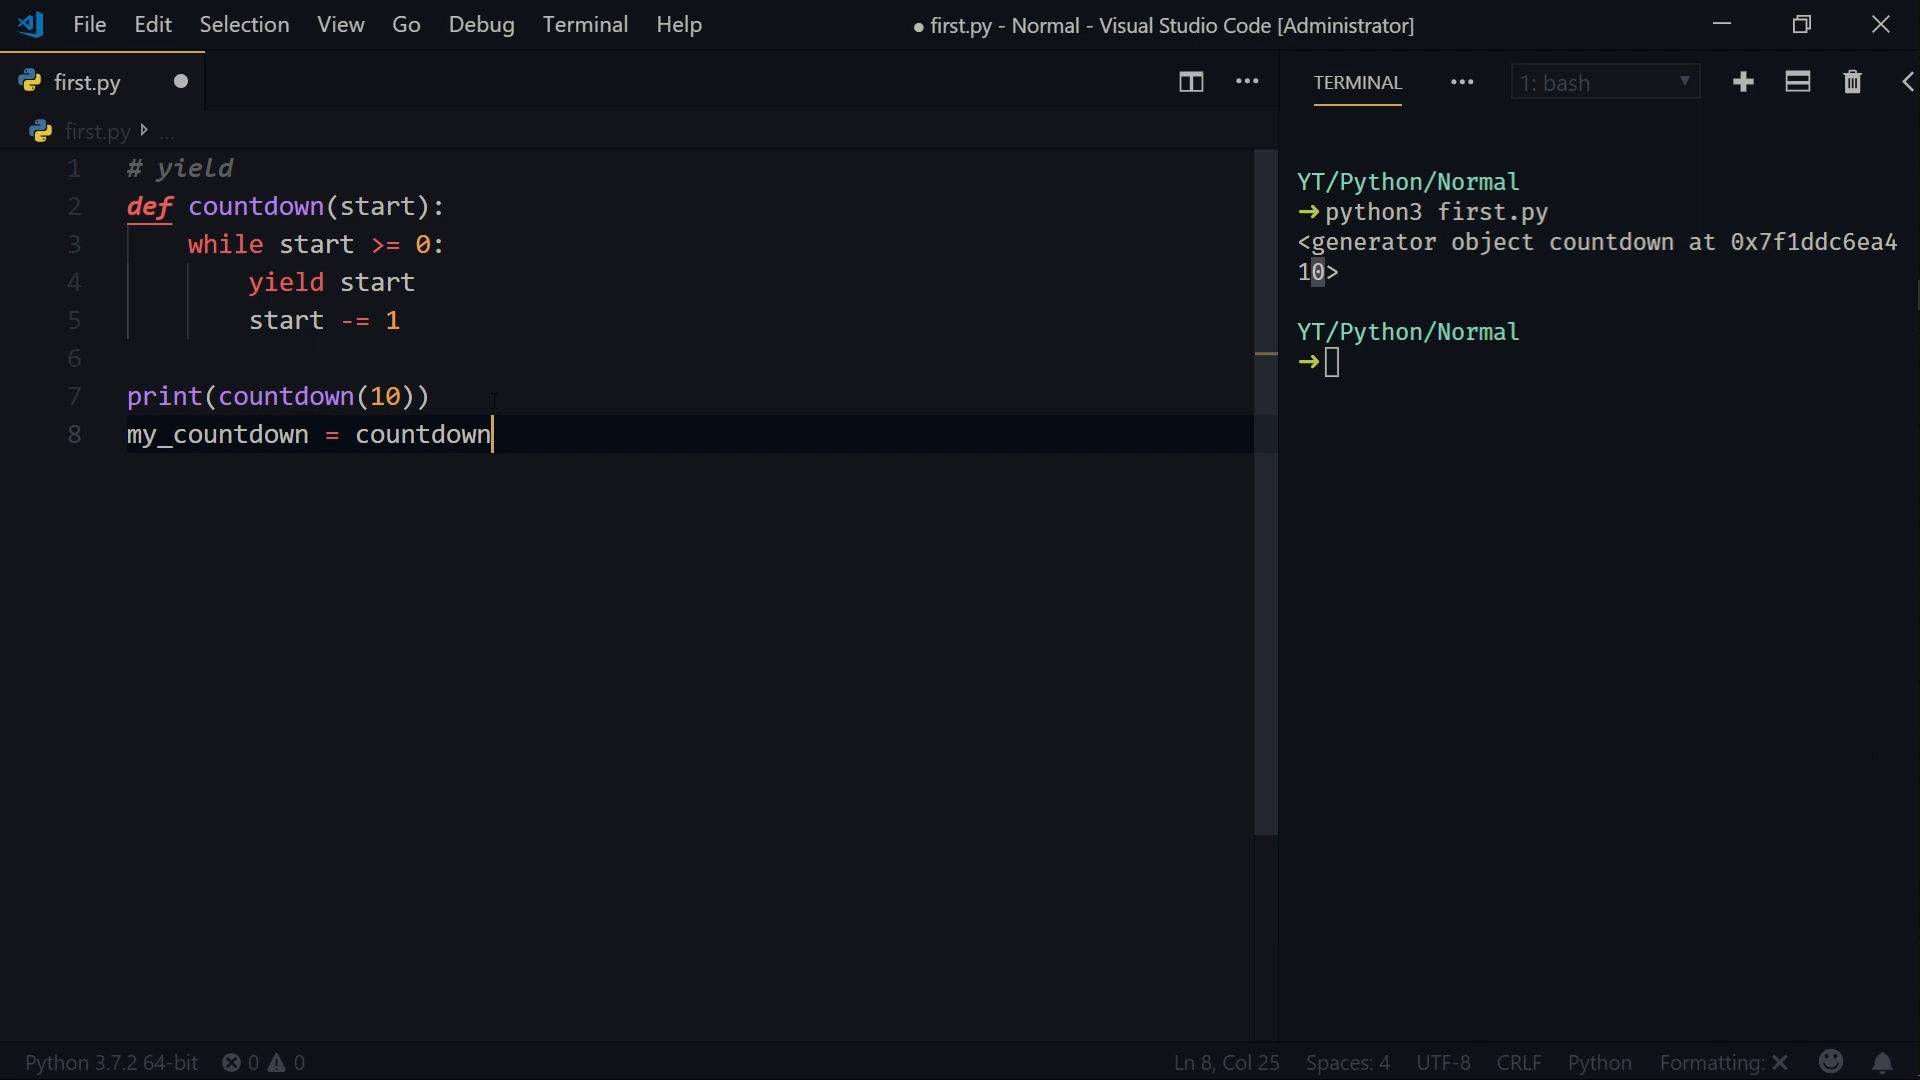 File Edit Selection View Go Debug Terminal Help
● first.py - Normal - Visual Studio Code [Administrator]
first.py
first.py ...
1 # yield
2 def countdown(start):
3 while start >= 0:
4 yield start
5 start -= 1
6
7 print(countdown(10))
8 my_countdown = countdown
TERMINAL ... 1: bash
YT/Python/Normal
➜python3 first.py
<generator object countdown at 0x7f1ddc6ea4
10>
YT/Python/Normal
➜
Python 3.7.2 64-bit 0 0 Ln 8, Col 25 Spaces: 4 UTF-8 CRLF Python Formatting: ✕